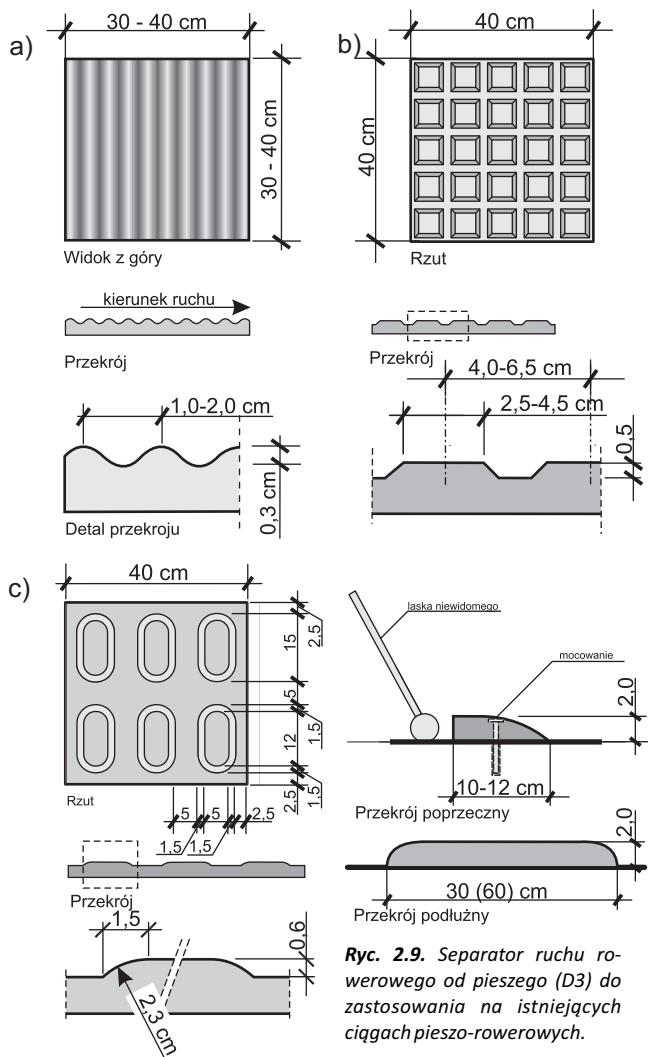 a)
30 - 40 cm
30 - 40 cm
Widok z góry
kierunek ruchu
Przekrój
1,0-2,0 cm
0,3 cm
Detal przekroju
b)
40 cm
40 cm
Rzut
Przekrój
4,0-6,5 cm
2,5-4,5 cm
0,5
c)
40 cm
15
2,5
5
12
1,5
2,5
1,5
Rzut
5
5
2,5
1,5
1,5
Przekrój
1,5
0,6
2,3 cm
laska niewidomego
mocowanie
2,0
10-12 cm
Przekrój poprzeczny
2,0
30 (60) cm
Przekrój podłużny
Ryc. 2.9. Separator ruchu ro-
werowego od pieszego (D3) do
zastosowania na istniejących
ciągach pieszo-rowerowych.